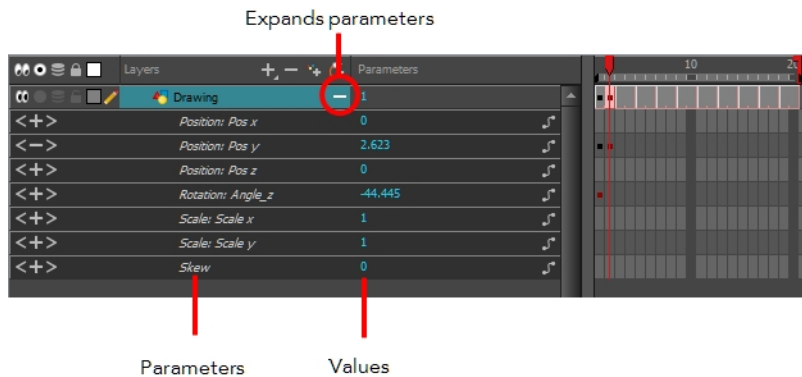 Expands parameters
Layers Parameters 10 20
Drawing 1
<+> Position: Pos x 0
<-> Position: Pos y 2.623
<+> Position: Pos z 0
<+> Rotation: Angle_z -44.445
<+> Scale: Scale x 1
<+> Scale: Scale y 1
<+> Skew 0
Parameters Values